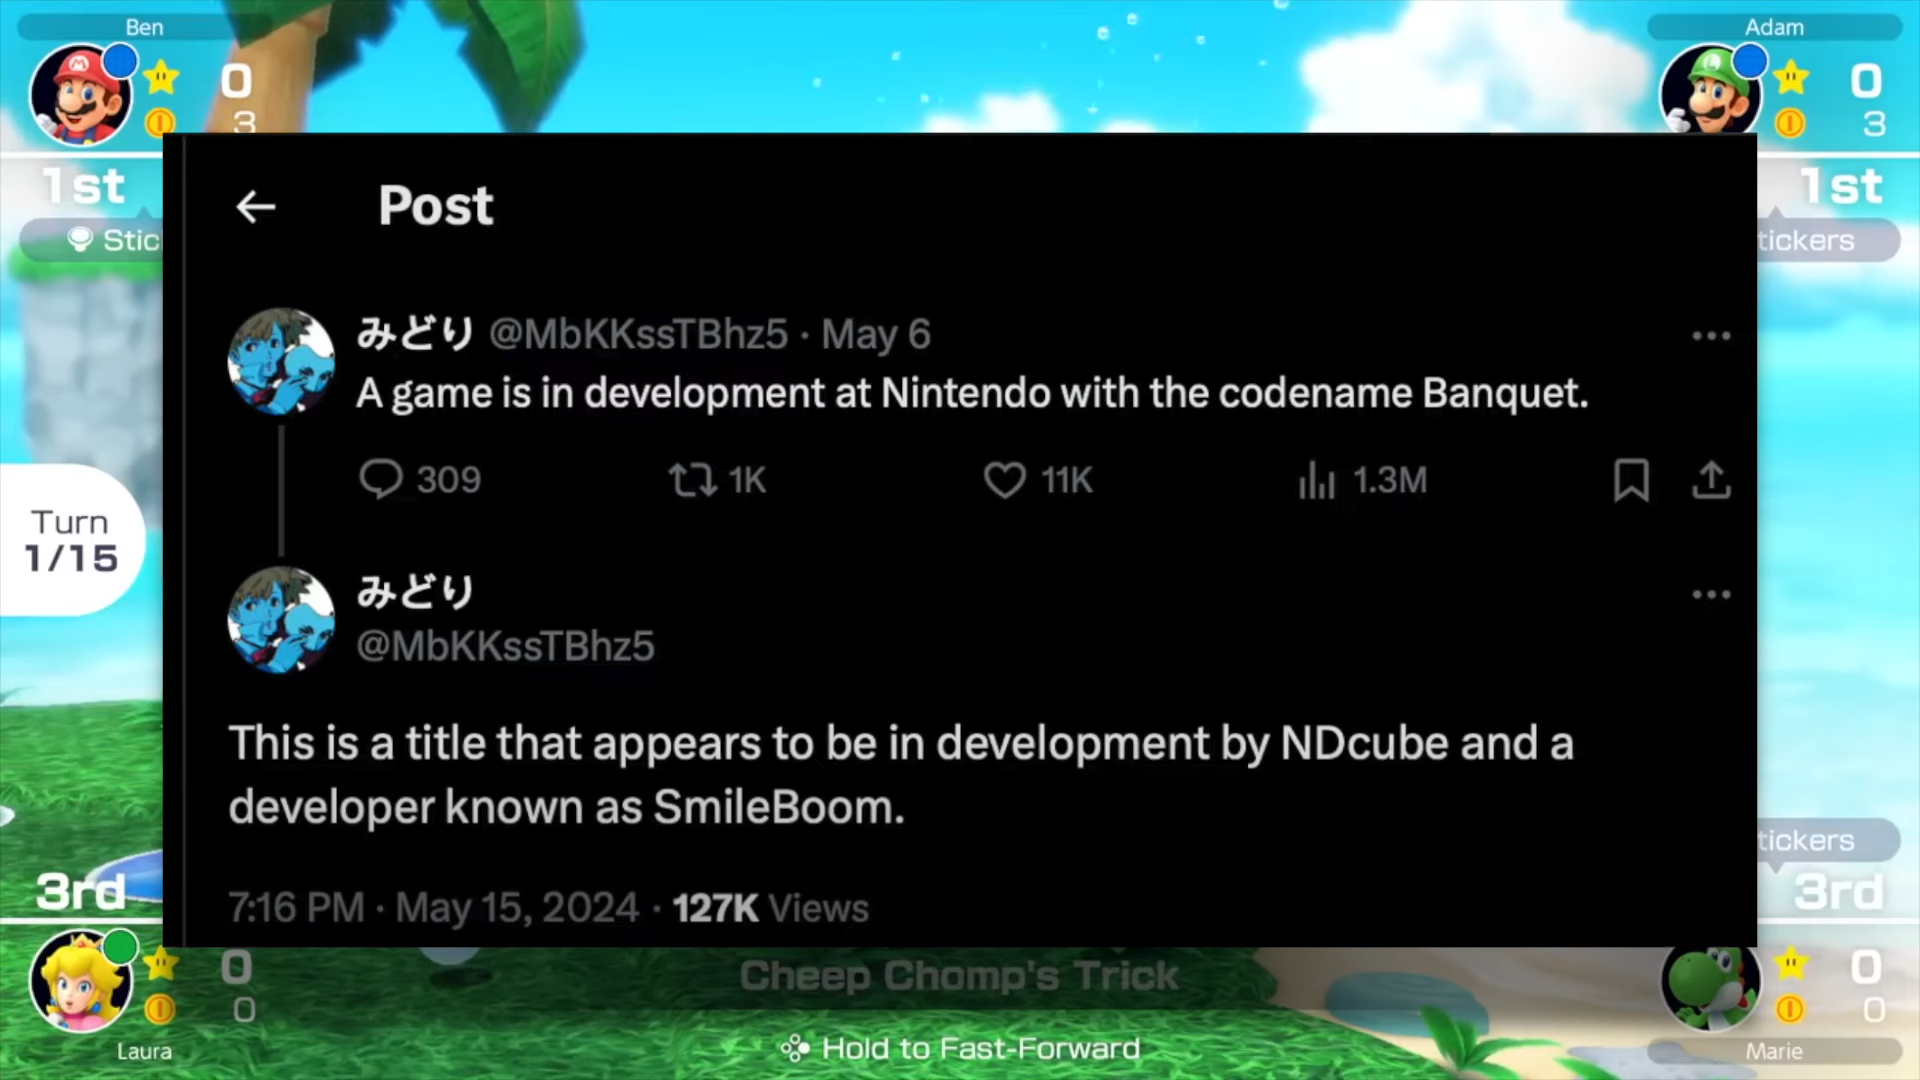 Ben
0
3
1st
Stic
Adam
0
3
1st
tickers
Post
みどり @MbKKssTBhz5 · May 6
A game is in development at Nintendo with the codename Banquet.
309 1K 11K 1.3M
Turn
1/15
みどり
@MbKKssTBhz5
This is a title that appears to be in development by NDcube and a
developer known as SmileBoom.
7:16 PM · May 15, 2024 · 127K Views
3rd
0
0
Laura
tickers
3rd
0
0
Marie
Cheep Chomp's Trick
Hold to Fast-Forward